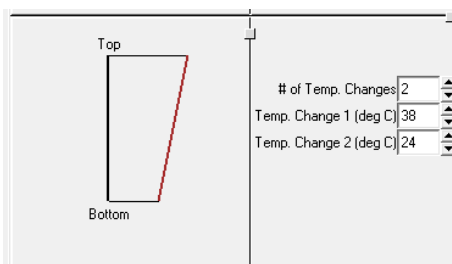 Top
# of Temp. Changes 2
Temp. Change 1 (deg C) 38
Temp. Change 2 (deg C) 24
Bottom